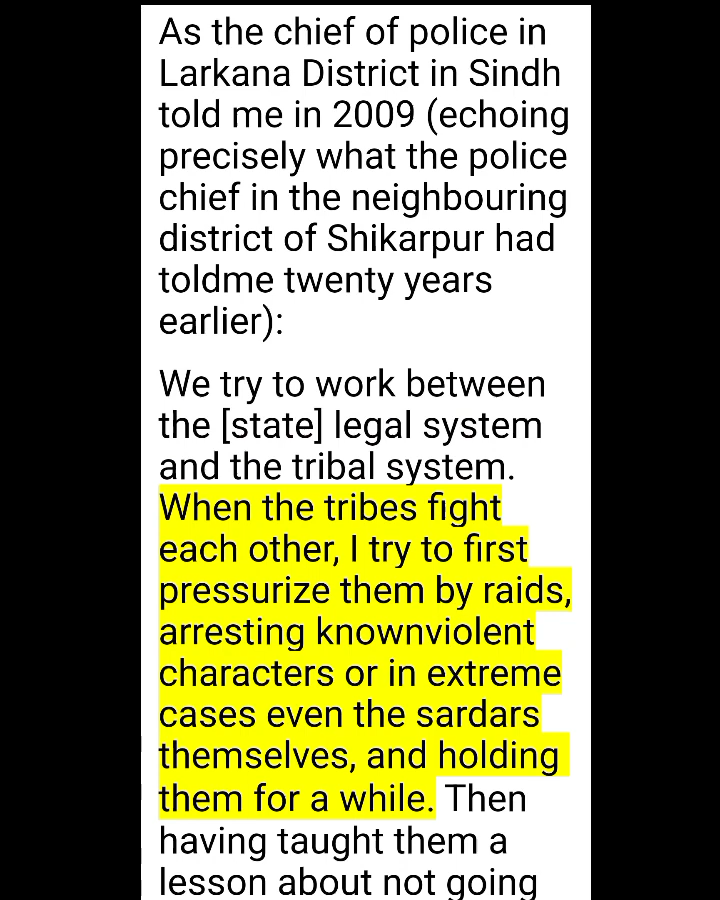 As the chief of police in
Larkana District in Sindh
told me in 2009 (echoing
precisely what the police
chief in the neighbouring
district of Shikarpur had
toldme twenty years
earlier):
We try to work between
the [state] legal system
and the tribal system.
When the tribes fight
each other, I try to first
pressurize them by raids,
arresting knownviolent
characters or in extreme
cases even the sardars
themselves, and holding
them for a while. Then
having taught them a
lesson about not going